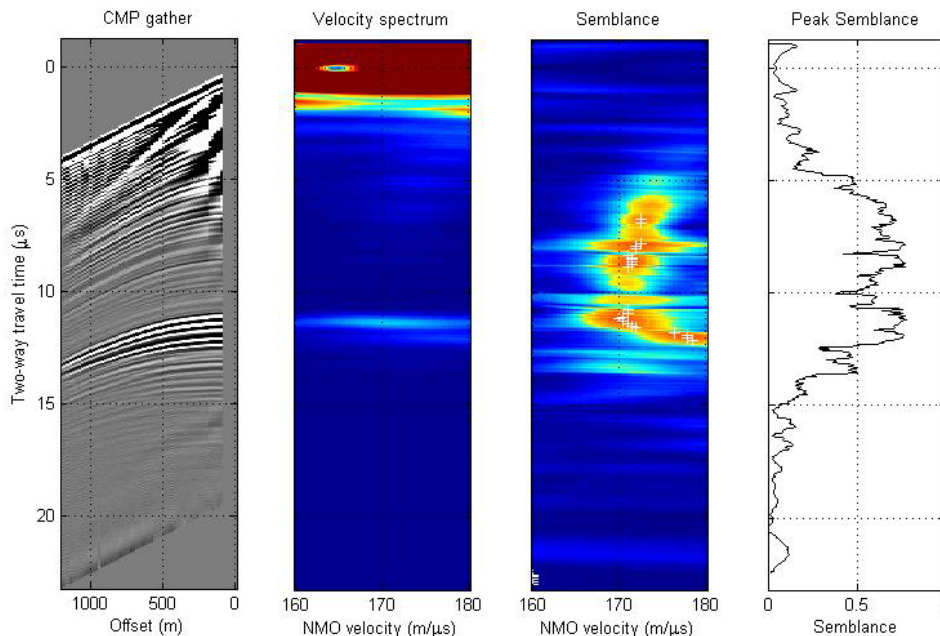 CMP gather
Velocity spectrum
Semblance
Peak Semblance
Two-way travel time (μs)
0
5
10
15
20
1000 500 0
Offset (m)
160 170 180
NMO velocity (m/μs)
160 170 180
NMO velocity (m/μs)
0 0.5
Semblance